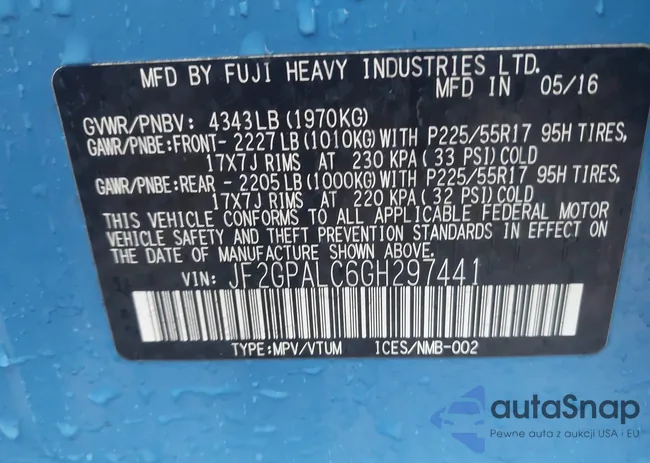 MFD BY FUJI HEAVY INDUSTRIES LTD.
MFD IN 05/16
GVWR/PNBV: 4343LB (1970KG)
GAWR/PNBE:FRONT- 2227LB (1010KG) WITH P225/55R17 95H TIRES,
17X7J RIMS AT 230 KPA ( 33 PSI) COLD
GAWR/PNBE:REAR - 2205LB (1000KG) WITH P225/55R17 95H TIRES,
17X7J RIMS AT 220 KPA ( 32 PSI) COLD
THIS VEHICLE CONFORMS TO ALL APPLICABLE FEDERAL MOTOR
VEHICLE SAFETY AND THEFT PREVENTION STANDARDS IN EFFECT ON
THE DATE OF MANUFACTURE SHOWN ABOVE.
VIN: JF2GPALC6GH297441
TYPE:MPV/VTUM ICES/NMB-002
autaSnap
Pewne auta z aukcji USA i EU